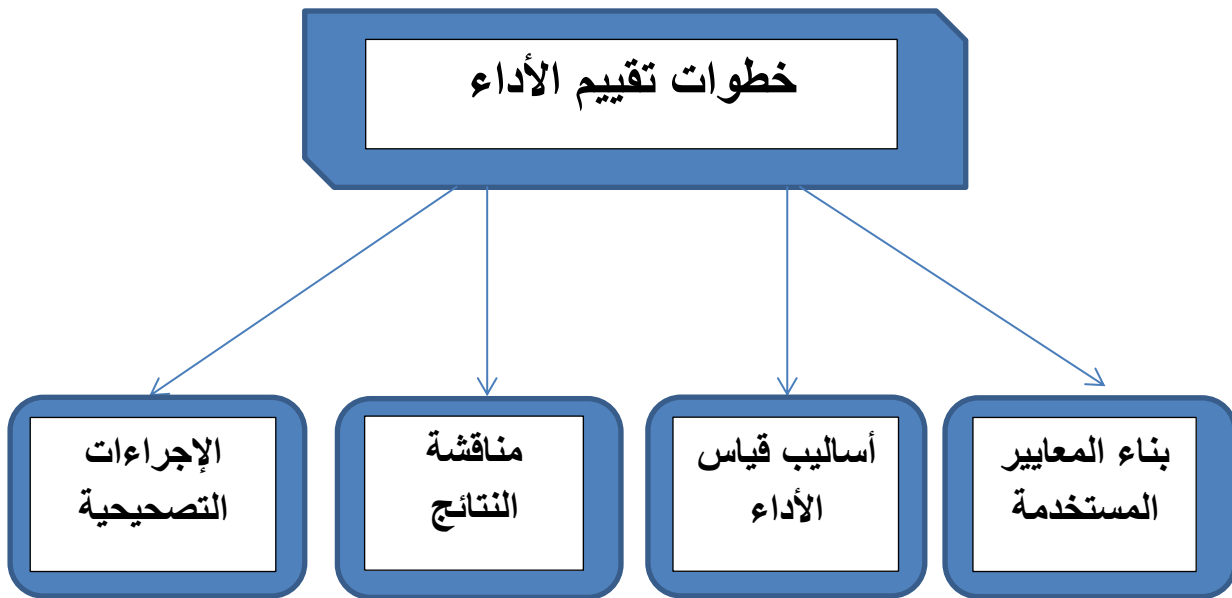 خطوات تقييم الأداء
بناء المعايير
المستخدمة
أساليب قياس
الأداء
مناقشة
النتائج
الإجراءات
التصحيحية